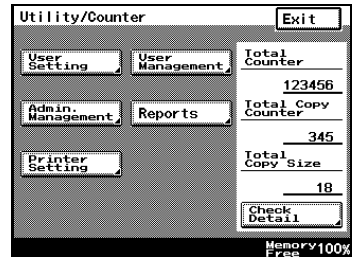 Utility/Counter
Exit
User
Setting
User
Management
Admin.
Management
Reports
Printer
Setting
Total
Counter
123456
Total Copy
Counter
345
Total
Copy Size
18
Check
Detail
Memory 100%
Free